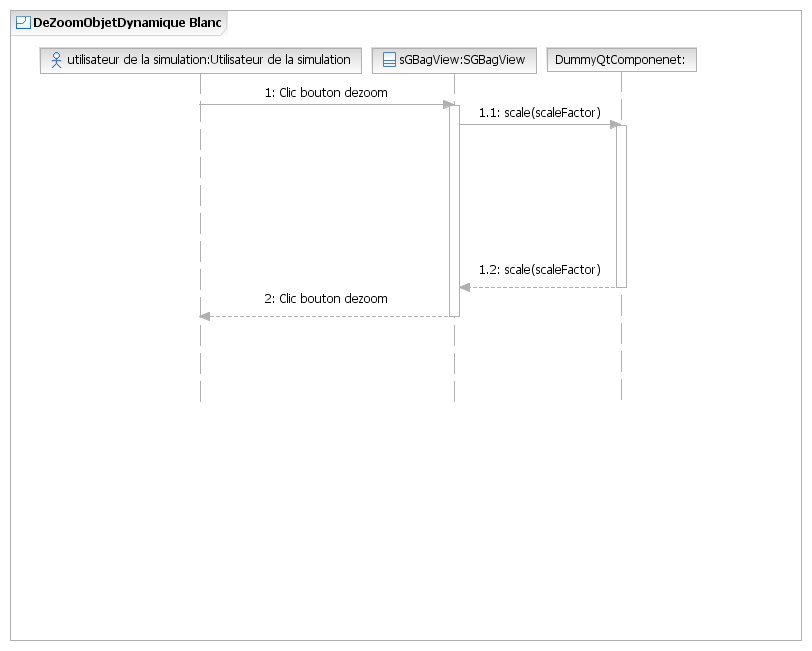 DeZoomObjetDynamique Blanc
utilisateur de la simulation:Utilisateur de la simulation
sGBagView:SGBagView
DummyQtComponenet:
1: Clic bouton dezoom
1.1: scale(scaleFactor)
1.2: scale(scaleFactor)
2: Clic bouton dezoom